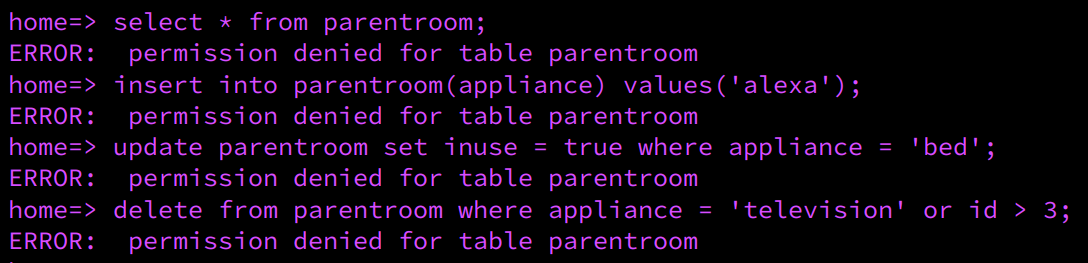 home=> select * from parentroom;
ERROR:  permission denied for table parentroom
home=> insert into parentroom(appliance) values('alexa');
ERROR:  permission denied for table parentroom
home=> update parentroom set inuse = true where appliance = 'bed';
ERROR:  permission denied for table parentroom
home=> delete from parentroom where appliance = 'television' or id > 3;
ERROR:  permission denied for table parentroom